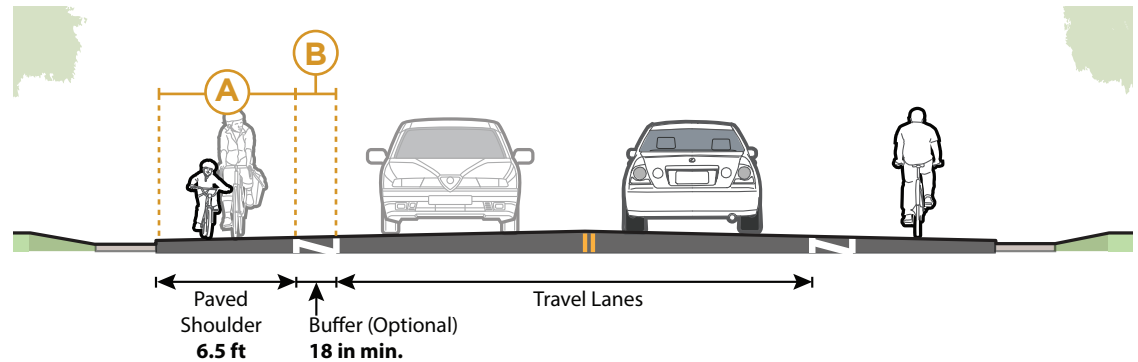 A
B
Paved
Shoulder
6.5 ft
Buffer (Optional)
18 in min.
Travel Lanes